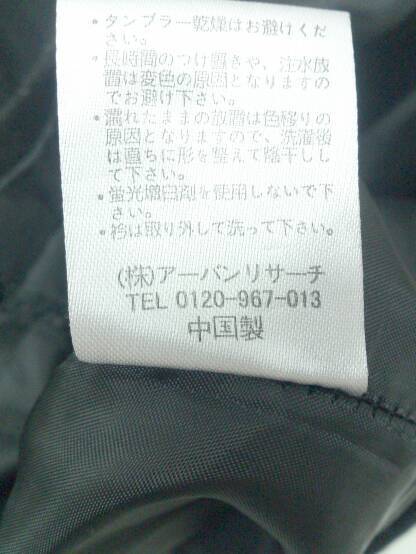 ・タンブラー乾燥はお避けくだ
さい。
・長時間のつけ置きや、注水放
置は変色の原因となりますの
でお避け下さい。
・濡れたままの放置は色移りの
原因となりますので、洗濯後
は直ちに形を整えて陰干しし
て下さい。
・蛍光増白剤を使用しないで下
さい。
・衿は取り外して洗って下さい。
(株)アーバンリサーチ
TEL 0120-967-013
中国製